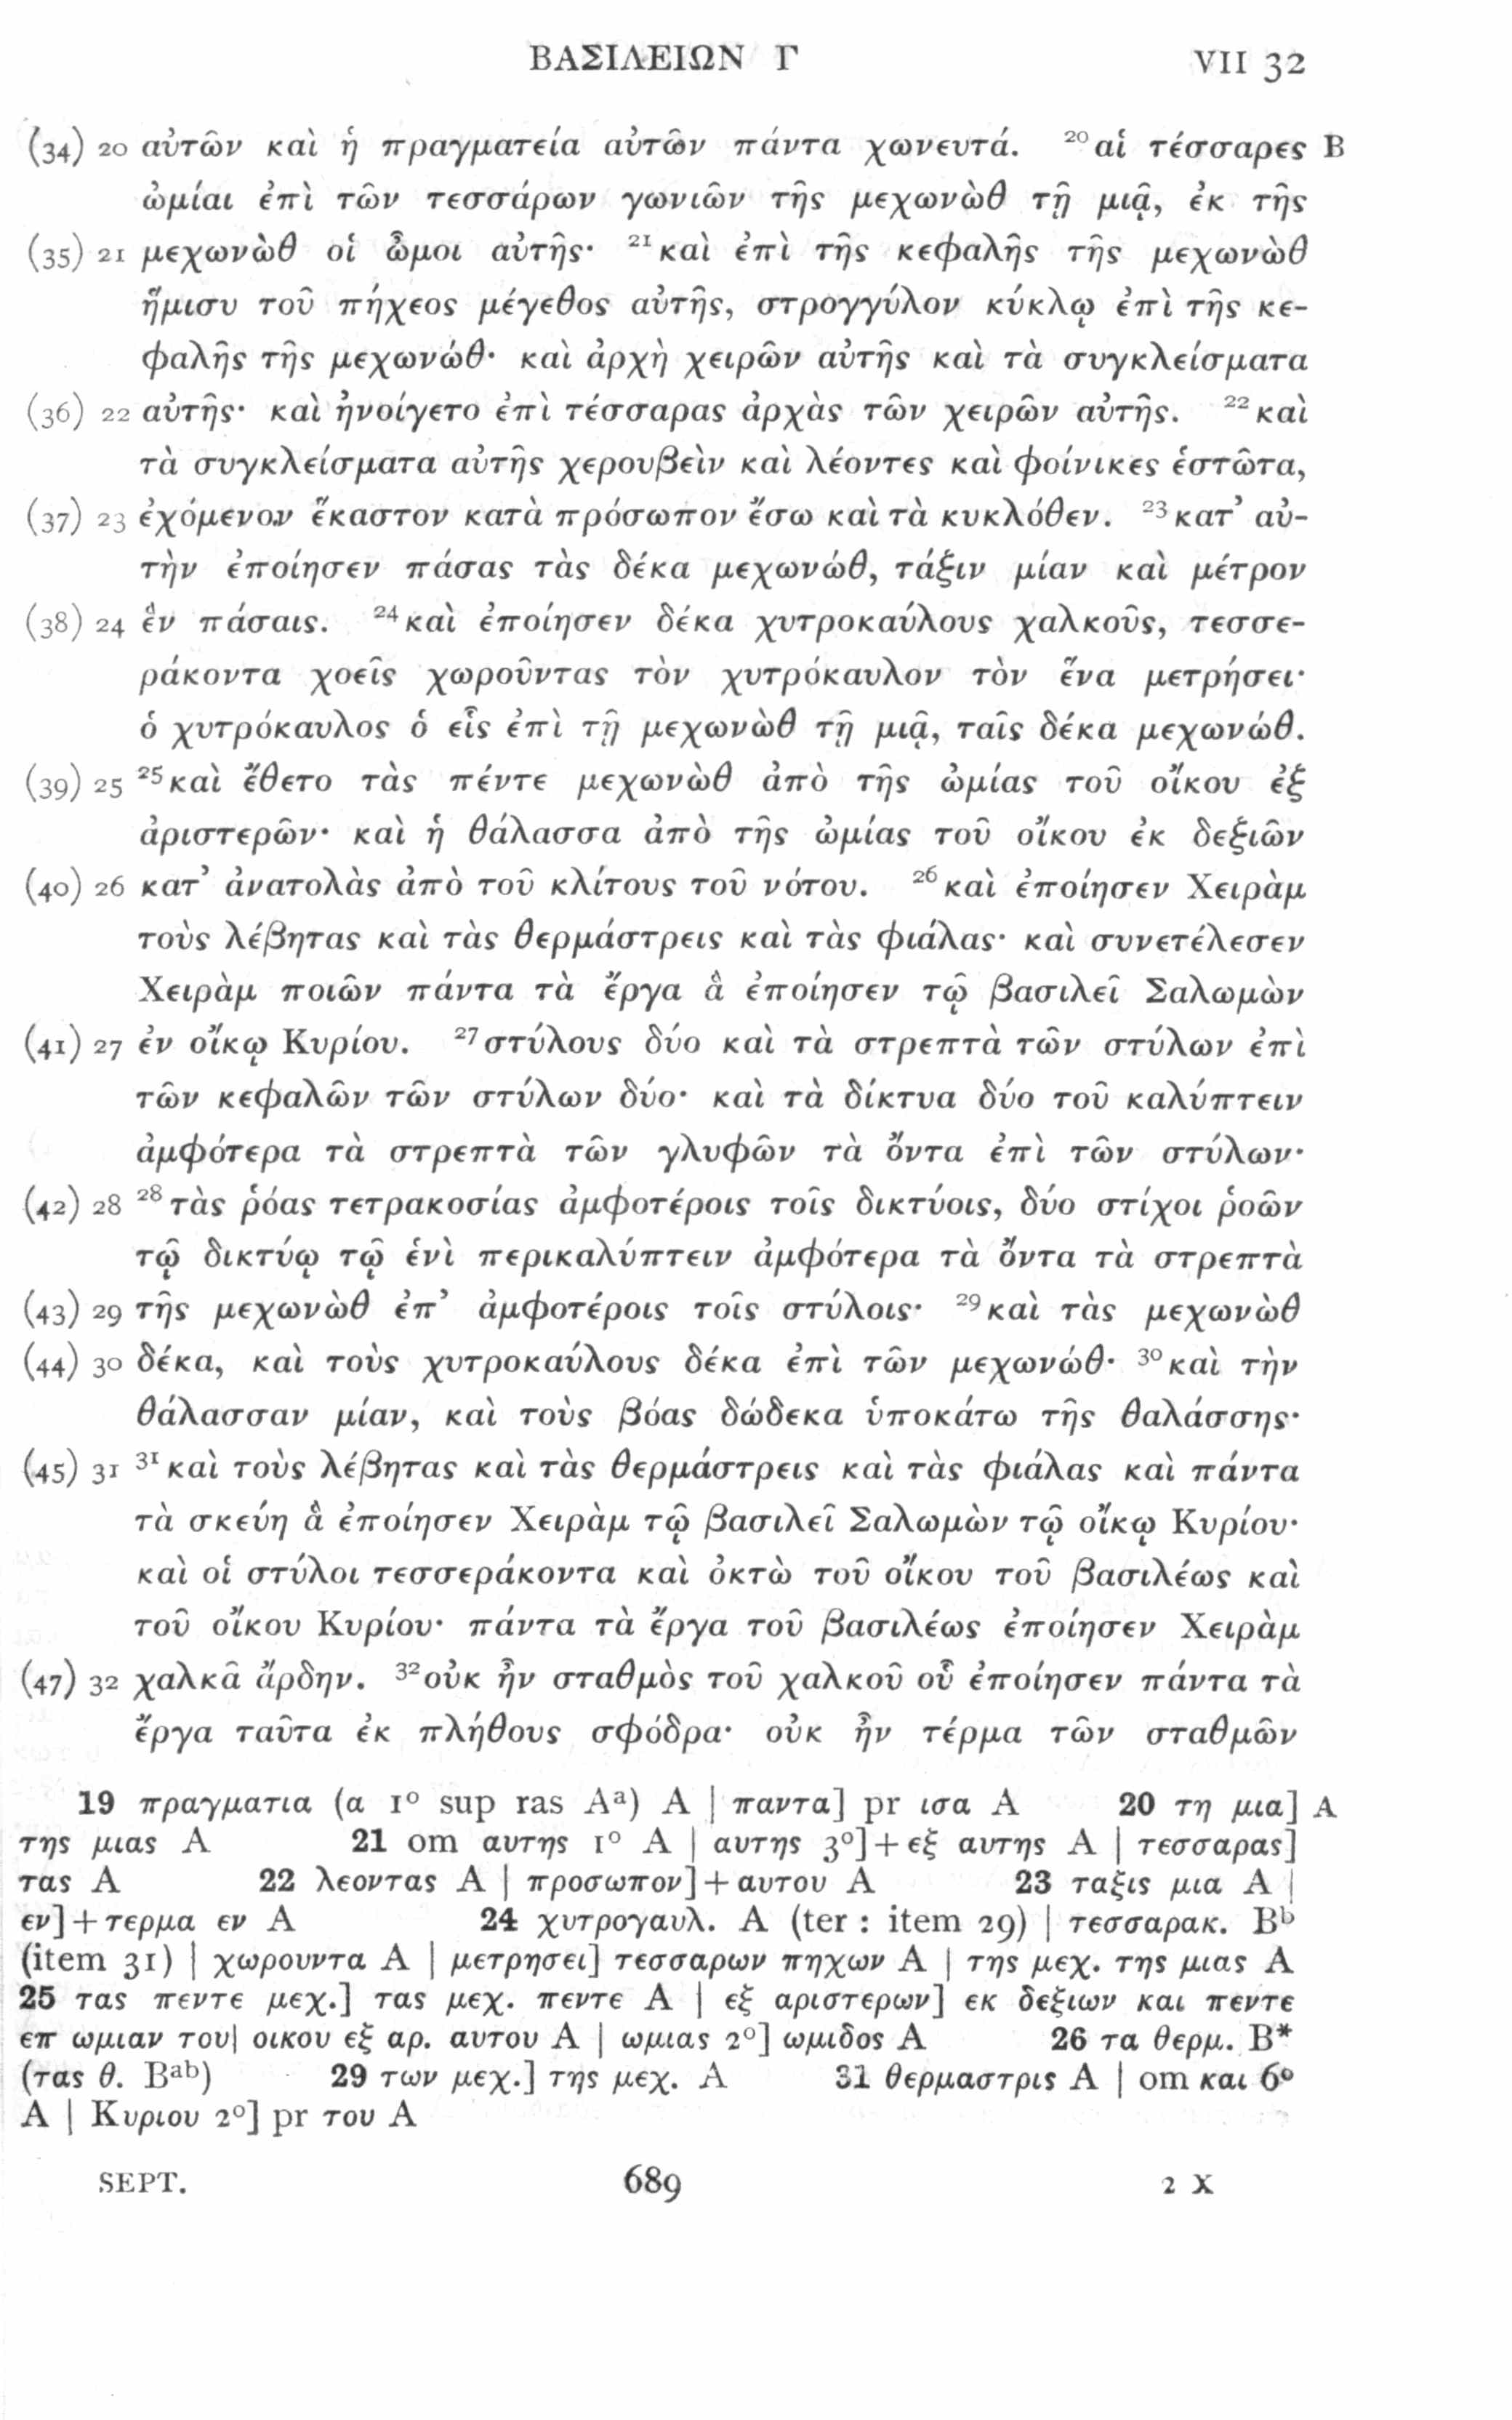 ΒΑΣΙΛΕΙΩΝ Γ VII 32
(34) 20 αὐτῶν καὶ ἡ πραγματεία αὐτῶν πάντα χωνευτά. ²⁰αἱ τέσσαρες B
ὠμίαι ἐπὶ τῶν τεσσάρων γωνιῶν τῆς μεχωνὼθ τῇ μιᾷ, ἐκ τῆς
(35) 21 μεχωνὼθ οἱ ὦμοι αὐτῆς· ²¹καὶ ἐπὶ τῆς κεφαλῆς τῆς μεχωνὼθ
ἥμισυ τοῦ πήχεος μέγεθος αὐτῆς, στρογγύλον κύκλῳ ἐπὶ τῆς κε-
φαλῆς τῆς μεχωνώθ· καὶ ἀρχὴ χειρῶν αὐτῆς καὶ τὰ συγκλείσματα
(36) 22 αὐτῆς· καὶ ἠνοίγετο ἐπὶ τέσσαρας ἀρχὰς τῶν χειρῶν αὐτῆς. ²²καὶ
τὰ συγκλείσματα αὐτῆς χερουβεὶν καὶ λέοντες καὶ φοίνικες ἑστῶτα,
(37) 23 ἐχόμενον ἕκαστον κατὰ πρόσωπον ἔσω καὶ τὰ κυκλόθεν. ²³κατ’ αὐ-
τὴν ἐποίησεν πάσας τὰς δέκα μεχωνώθ, τάξιν μίαν καὶ μέτρον
(38) 24 ἓν πάσαις. ²⁴καὶ ἐποίησεν δέκα χυτροκαύλους χαλκοῦς, τεσσε-
ράκοντα χοεῖς χωροῦντας τὸν χυτρόκαυλον τὸν ἕνα μετρήσει·
ὁ χυτρόκαυλος ὁ εἷς ἐπὶ τῇ μεχωνὼθ τῇ μιᾷ, ταῖς δέκα μεχωνώθ.
(39) 25 ²⁵καὶ ἔθετο τὰς πέντε μεχωνὼθ ἀπὸ τῆς ὠμίας τοῦ οἴκου ἐξ
ἀριστερῶν· καὶ ἡ θάλασσα ἀπὸ τῆς ὠμίας τοῦ οἴκου ἐκ δεξιῶν
(40) 26 κατ’ ἀνατολὰς ἀπὸ τοῦ κλίτους τοῦ νότου. ²⁶καὶ ἐποίησεν Χειρὰμ
τοὺς λέβητας καὶ τὰς θερμάστρεις καὶ τὰς φιάλας· καὶ συνετέλεσεν
Χειρὰμ ποιῶν πάντα τὰ ἔργα ἃ ἐποίησεν τῷ βασιλεῖ Σαλωμὼν
(41) 27 ἐν οἴκῳ Κυρίου. ²⁷στύλους δύο καὶ τὰ στρεπτὰ τῶν στύλων ἐπὶ
τῶν κεφαλῶν τῶν στύλων δύο· καὶ τὰ δίκτυα δύο τοῦ καλύπτειν
ἀμφότερα τὰ στρεπτὰ τῶν γλυφῶν τὰ ὄντα ἐπὶ τῶν στύλων·
(42) 28 ²⁸τὰς ῥόας τετρακοσίας ἀμφοτέροις τοῖς δικτύοις, δύο στίχοι ῥοῶν
τῷ δικτύῳ τῷ ἑνὶ περικαλύπτειν ἀμφότερα τὰ ὄντα τὰ στρεπτὰ
(43) 29 τῆς μεχωνὼθ ἐπ’ ἀμφοτέροις τοῖς στύλοις· ²⁹καὶ τὰς μεχωνὼθ
(44) 30 δέκα, καὶ τοὺς χυτροκαύλους δέκα ἐπὶ τῶν μεχωνώθ· ³⁰καὶ τὴν
θάλασσαν μίαν, καὶ τοὺς βόας δώδεκα ὑποκάτω τῆς θαλάσσης·
(45) 31 ³¹καὶ τοὺς λέβητας καὶ τὰς θερμάστρεις καὶ τὰς φιάλας καὶ πάντα
τὰ σκεύη ἃ ἐποίησεν Χειρὰμ τῷ βασιλεῖ Σαλωμὼν τῷ οἴκῳ Κυρίου·
καὶ οἱ στύλοι τεσσεράκοντα καὶ ὀκτὼ τοῦ οἴκου τοῦ βασιλέως καὶ
τοῦ οἴκου Κυρίου· πάντα τὰ ἔργα τοῦ βασιλέως ἐποίησεν Χειρὰμ
(47) 32 χαλκᾶ ἄρδην. ³²οὐκ ἦν σταθμὸς τοῦ χαλκοῦ οὗ ἐποίησεν πάντα τὰ
ἔργα ταῦτα ἐκ πλήθους σφόδρα· οὐκ ἦν τέρμα τῶν σταθμῶν
19 πραγματια (α 1º sup ras Aᵃ) A | παντα] pr ισα A 20 τη μια] A
της μιας A 21 om αυτης 1º A | αυτης 3º]+εξ αυτης A | τεσσαρας]
τας A 22 λεοντας A | προσωπον]+αυτου A 23 ταξις μια A |
εν]+τερμα εν A 24 χυτρογαυλ. A (ter : item 29) | τεσσαρακ. Bᵇ
(item 31) | χωρουντα A | μετρησει] τεσσαρων πηχων A | της μεχ. της μιας A
25 τας πεντε μεχ.] τας μεχ. πεντε A | εξ αριστερων] εκ δεξιων και πεντε
επ ωμιαν του| οικου εξ αρ. αυτου A | ωμιας 2º] ωμιδος A 26 τα θερμ. B*
(τας θ. Bᵃᵇ) 29 των μεχ.] της μεχ. A 31 θερμαστρις A | om και 6º
A | Κυριου 2º] pr του A
SEPT. 689 2 X